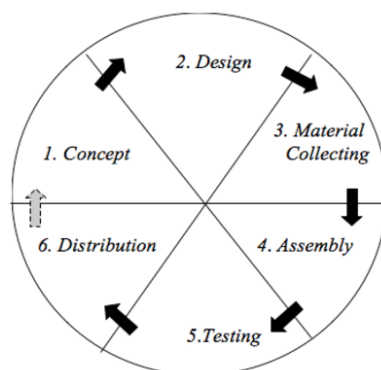 1. Concept
2. Design
3. Material
Collecting
4. Assembly
5.Testing
6. Distribution